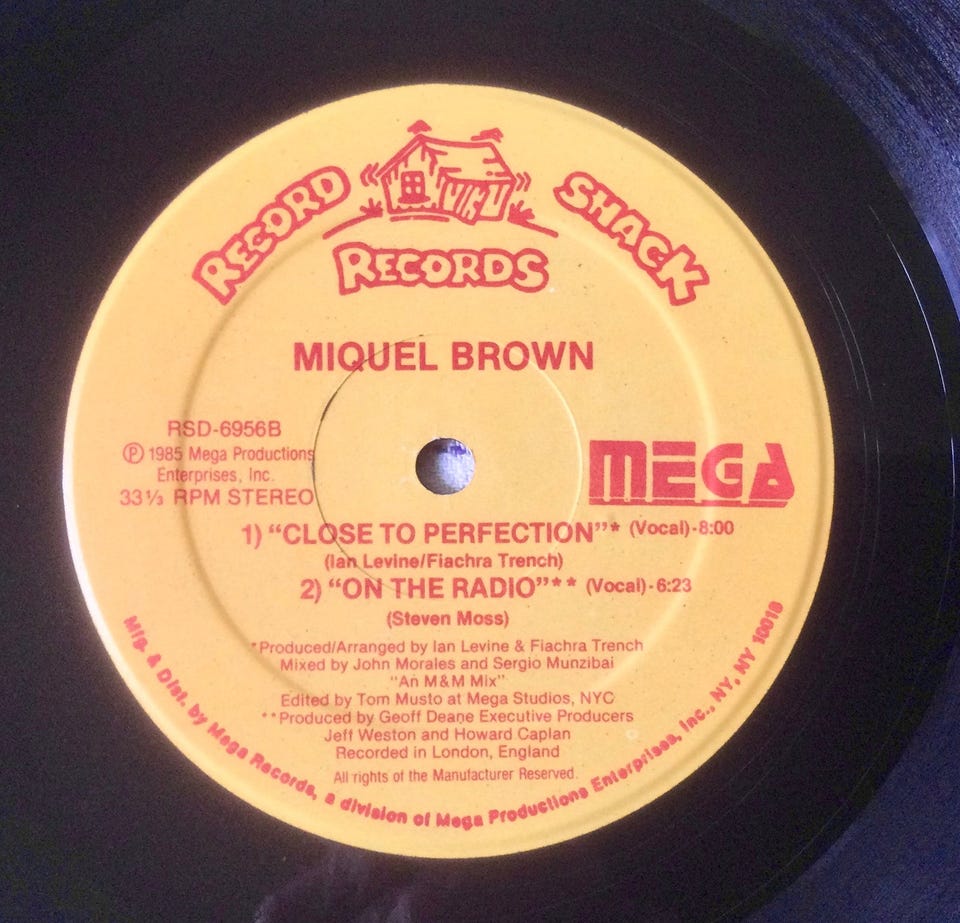 RECORD SHACK
RECORDS
MIQUEL BROWN
RSD-6956B
Ⓟ 1985 Mega Productions
Enterprises, Inc.
33⅓ RPM STEREO
MEGA
1) “CLOSE TO PERFECTION”* (Vocal)-8:00
(Ian Levine/Fiachra Trench)
2) “ON THE RADIO”** (Vocal)-6:23
(Steven Moss)
*Produced/Arranged by Ian Levine & Fiachra Trench
Mixed by John Morales and Sergio Munzibai
“An M&M Mix”
Edited by Tom Musto at Mega Studios, NYC
**Produced by Geoff Deane Executive Producers
Jeff Weston and Howard Caplan
Recorded in London, England
All rights of the Manufacturer Reserved.
Mfg. & Dist. by Mega Records, a division of Mega Productions Enterprises, Inc., NY, NY 10018